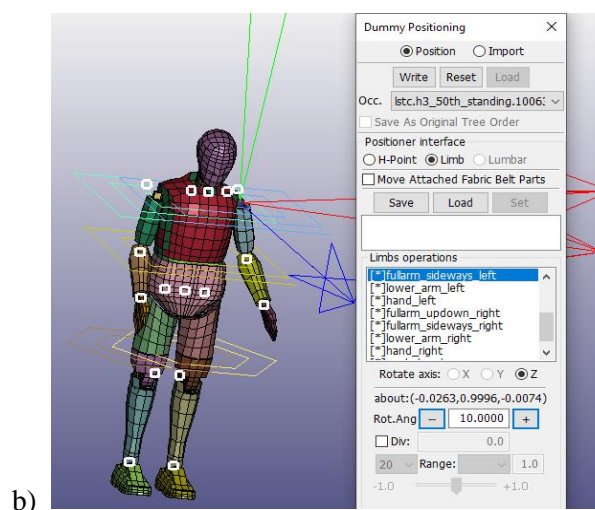 Dummy Positioning
Position Import
Write Reset Load
Occ. lstc.h3_50th_standing.10063
Save As Original Tree Order
Positioner interface
H-Point Limb Lumbar
Move Attached Fabric Belt Parts
Save Load Set
Limbs operations
[*]fullarm_sideways_left
[*]lower_arm_left
[*]hand_left
[*]fullarm_updown_right
[*]fullarm_sideways_right
[*]lower_arm_right
[*]hand_right
Rotate axis: X Y Z
about:(-0.0263,0.9996,-0.0074)
Rot.Ang -- 10.0000 +
Div: 0.0
20 Range: 1.0
-1.0 +1.0
b)